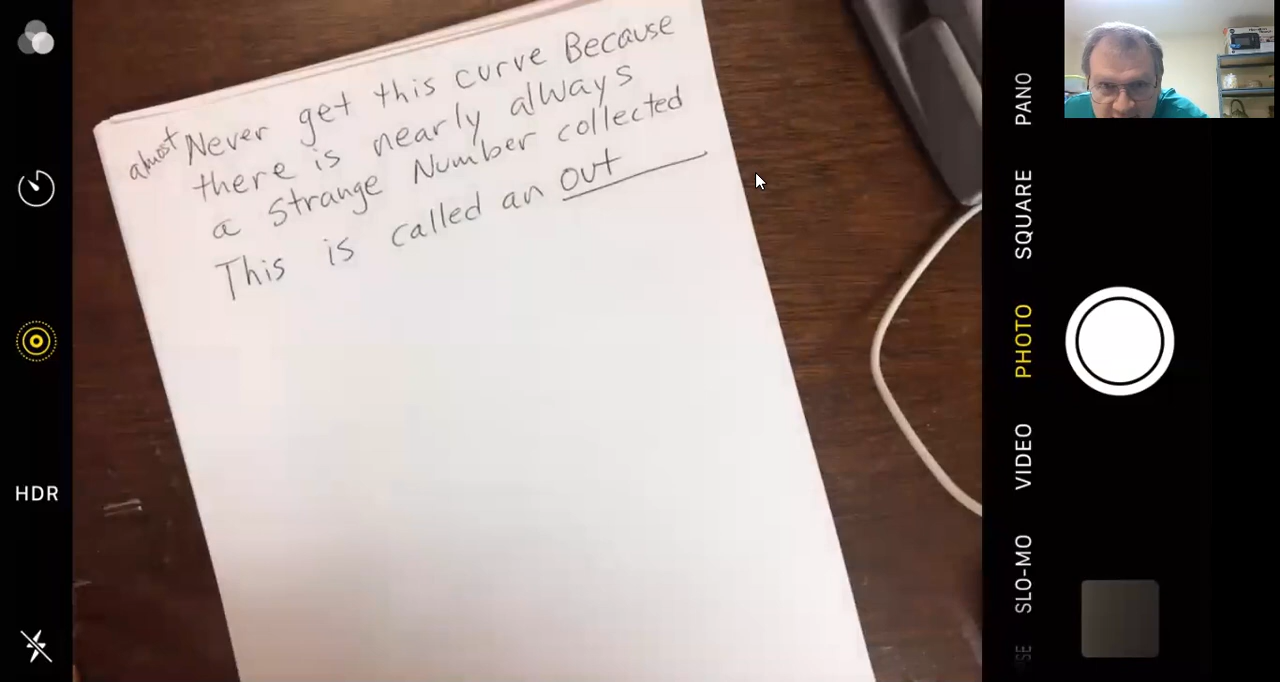 almost Never get this curve Because
there is nearly always
a Strange Number collected
This is called an out
HDR
PANO
SQUARE
PHOTO
VIDEO
SLO-MO
SE